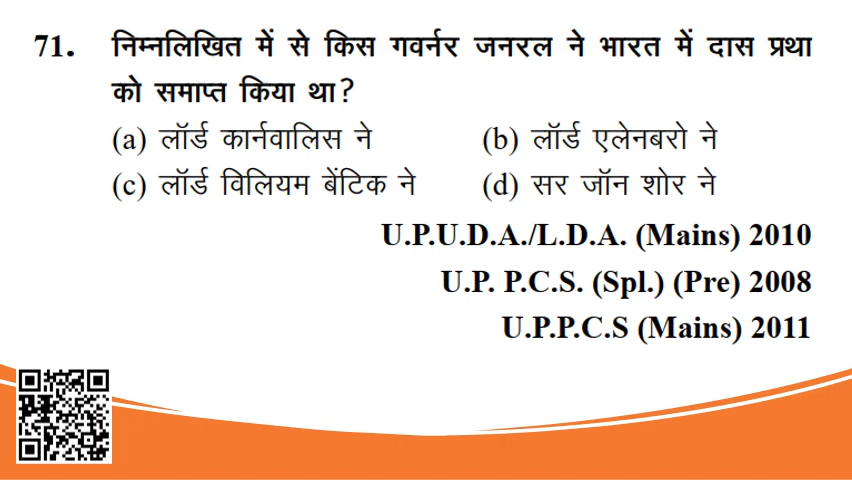 71. निम्नलिखित में से किस गवर्नर जनरल ने भारत में दास प्रथा
को समाप्त किया था?
(a) लॉर्ड कार्नवालिस ने (b) लॉर्ड एलेनबरो ने
(c) लॉर्ड विलियम बेंटिक ने (d) सर जॉन शोर ने
U.P.U.D.A./L.D.A. (Mains) 2010
U.P. P.C.S. (Spl.) (Pre) 2008
U.P.P.C.S (Mains) 2011